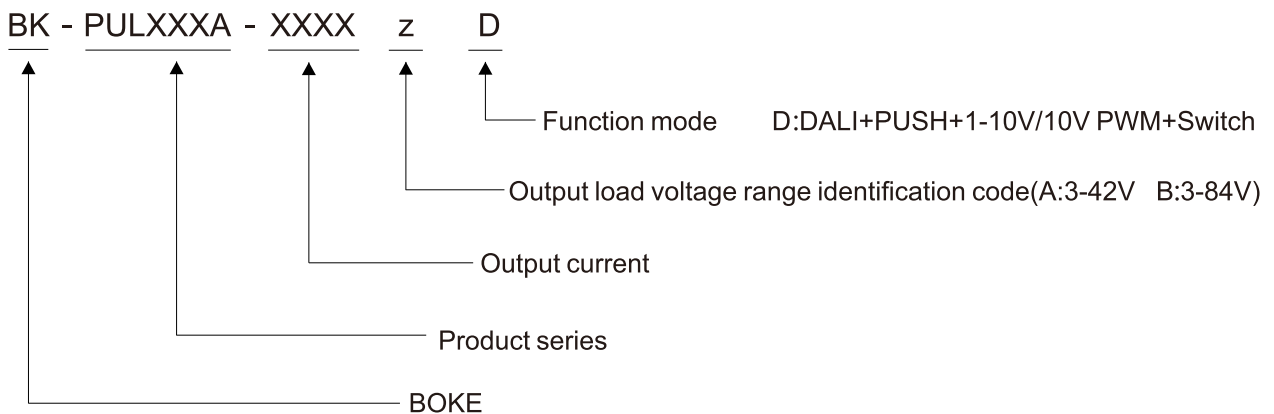 BK - PULXXXA - XXXX z D
Function mode D:DALI+PUSH+1-10V/10V PWM+Switch
Output load voltage range identification code(A:3-42V B:3-84V)
Output current
Product series
BOKE